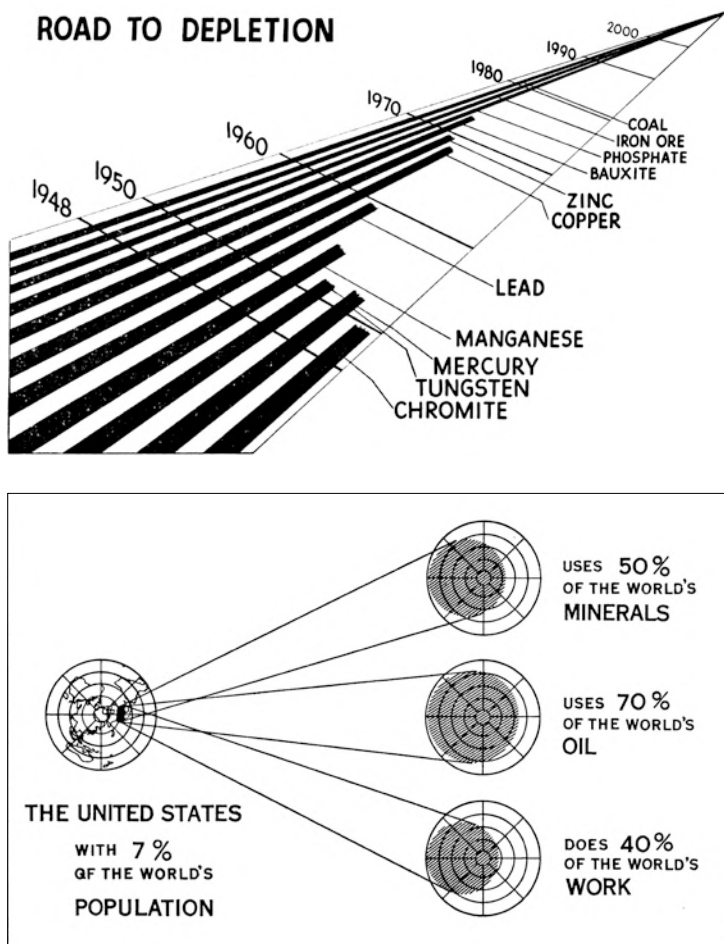 ROAD TO DEPLETION
2000
1990
1980
1970
1960
1950
1948
COAL
IRON ORE
PHOSPHATE
BAUXITE
ZINC
COPPER
LEAD
MANGANESE
MERCURY
TUNGSTEN
CHROMITE
THE UNITED STATES
WITH 7%
OF THE WORLD'S
POPULATION
USES 50%
OF THE WORLD'S
MINERALS
USES 70%
OF THE WORLD'S
OIL
DOES 40%
OF THE WORLD'S
WORK